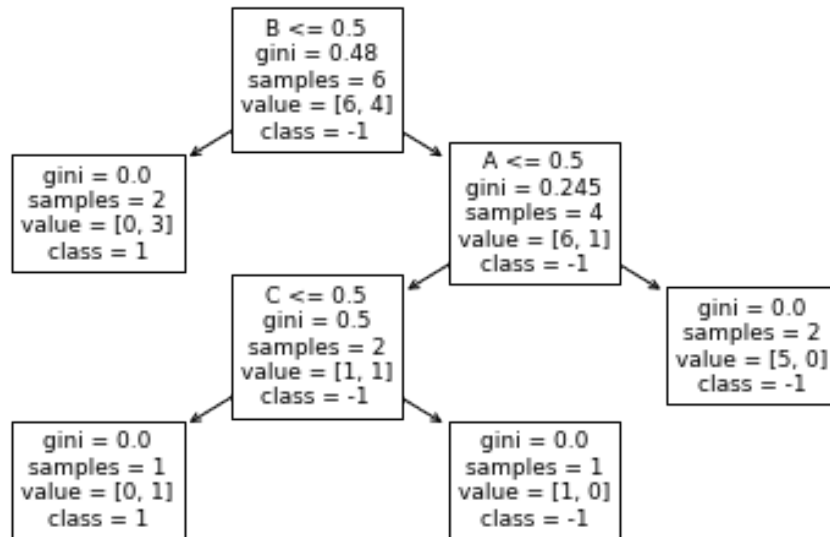 B <= 0.5
gini = 0.48
samples = 6
value = [6, 4]
class = -1
gini = 0.0
samples = 2
value = [0, 3]
class = 1
A <= 0.5
gini = 0.245
samples = 4
value = [6, 1]
class = -1
C <= 0.5
gini = 0.5
samples = 2
value = [1, 1]
class = -1
gini = 0.0
samples = 2
value = [5, 0]
class = -1
gini = 0.0
samples = 1
value = [0, 1]
class = 1
gini = 0.0
samples = 1
value = [1, 0]
class = -1